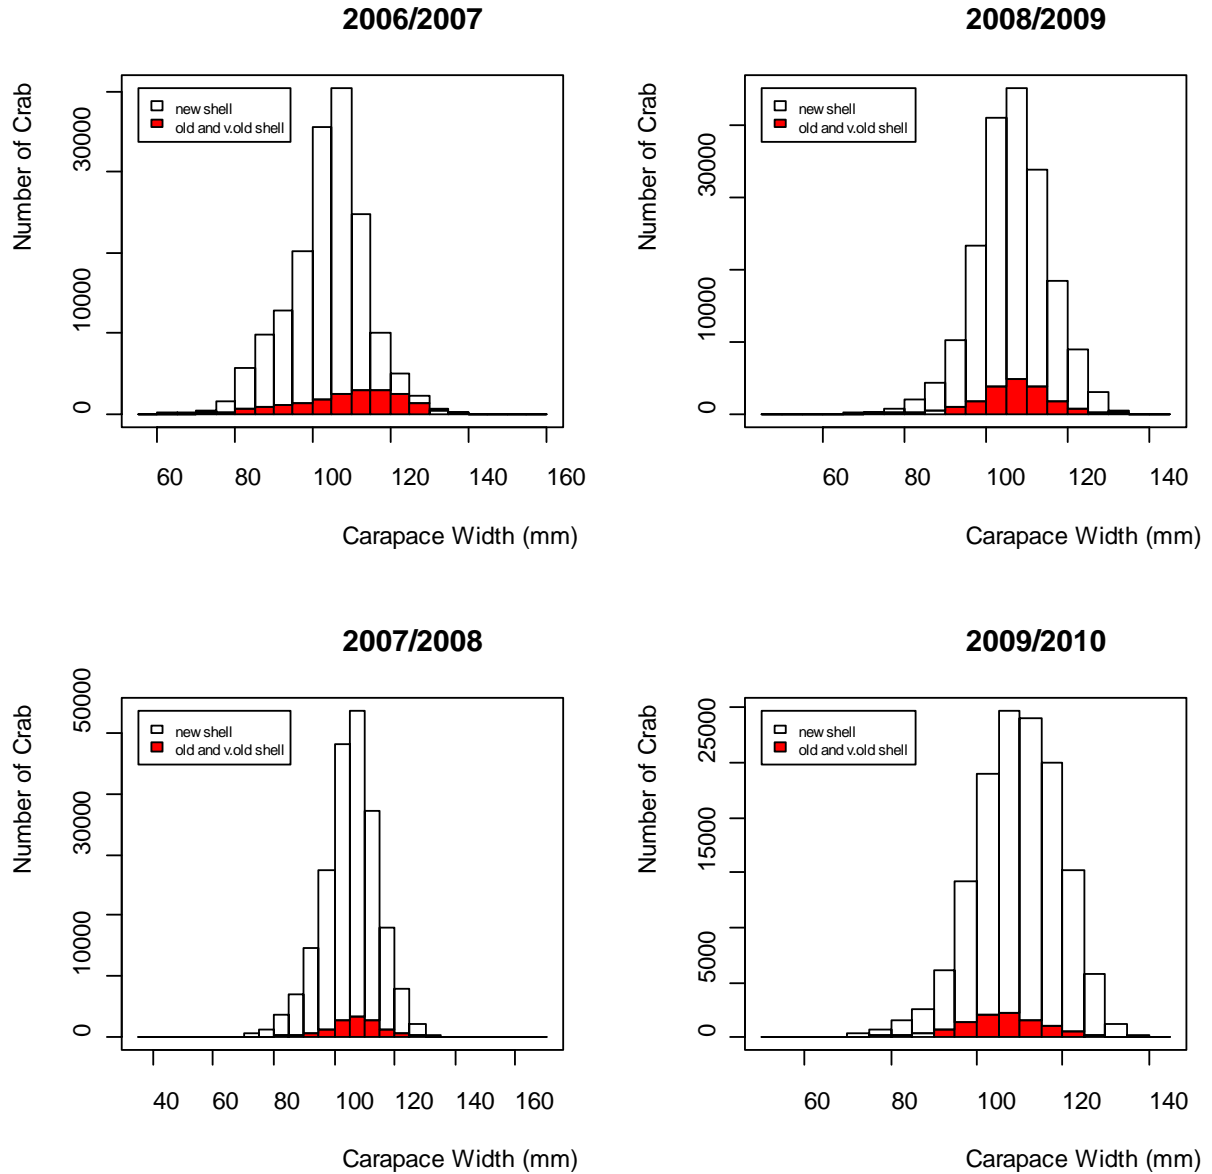 2006/2007
Number of Crab
30000
10000
0
new shell
old and v.old shell
60 80 100 120 140 160
Carapace Width (mm)
2008/2009
Number of Crab
30000
10000
0
new shell
old and v.old shell
60 80 100 120 140
Carapace Width (mm)
2007/2008
Number of Crab
50000
30000
10000
0
new shell
old and v.old shell
40 60 80 100 120 140 160
Carapace Width (mm)
2009/2010
Number of Crab
25000
15000
5000
0
new shell
old and v.old shell
60 80 100 120 140
Carapace Width (mm)